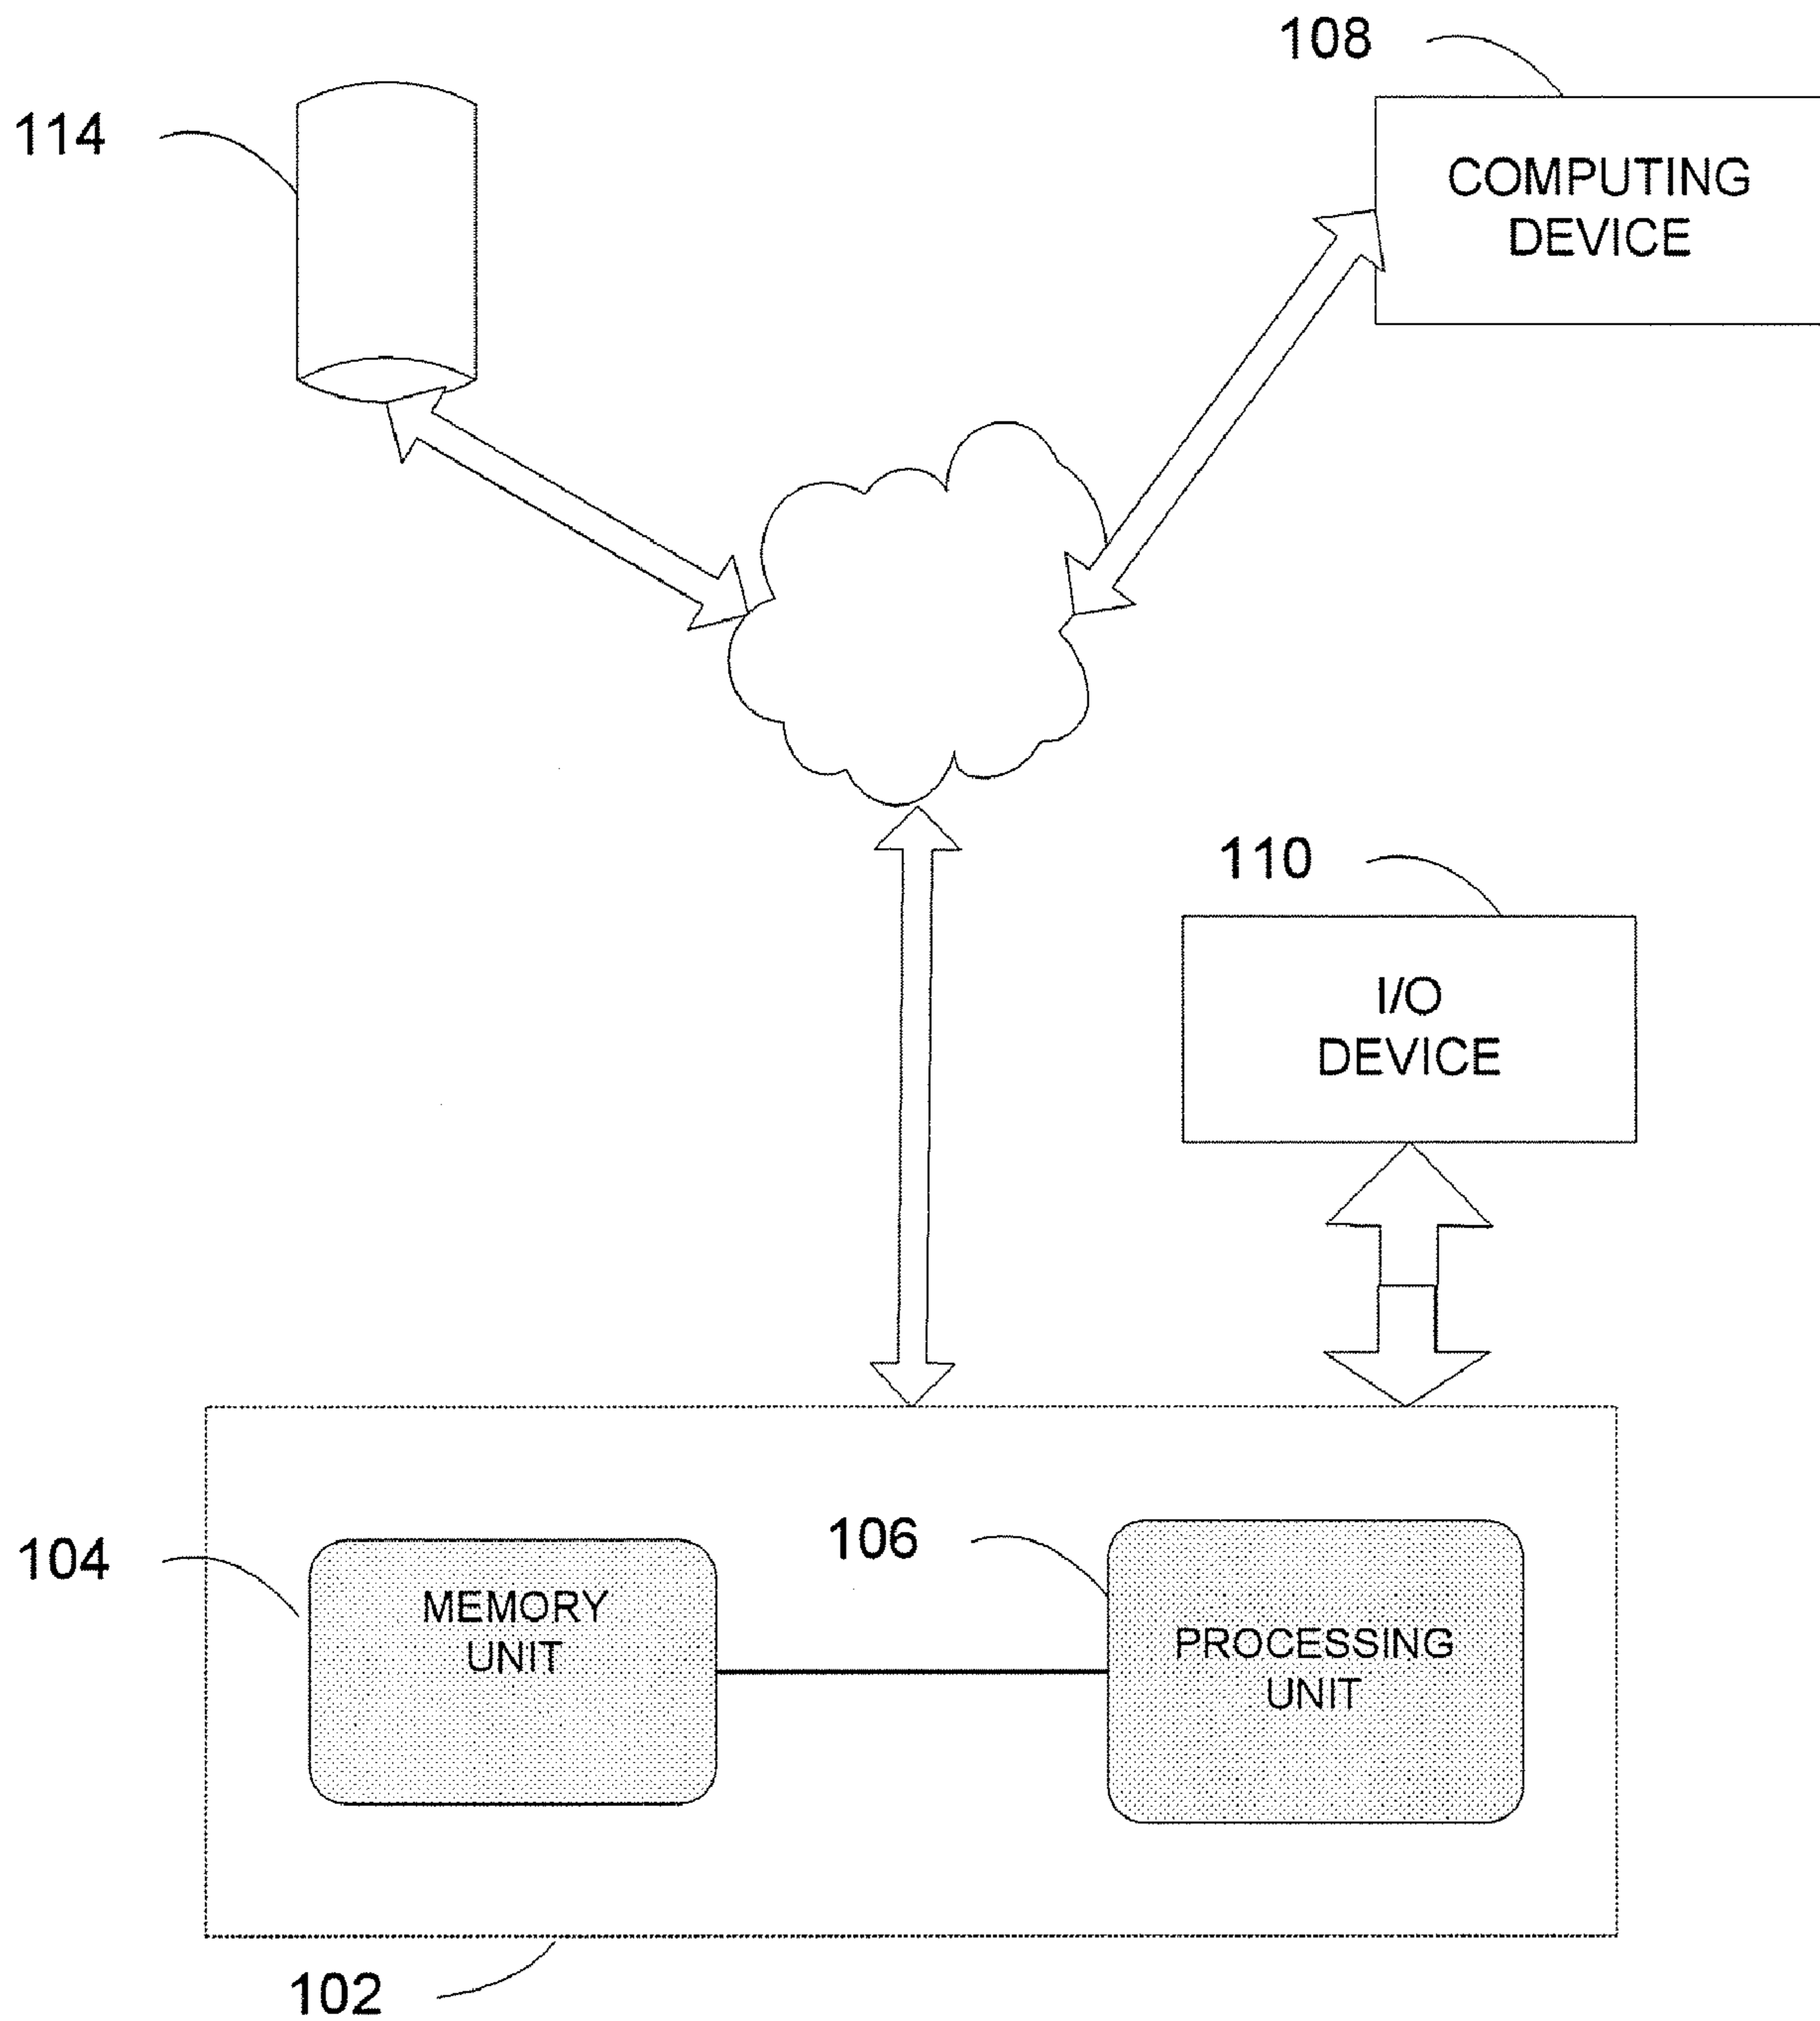 108
114
COMPUTING
DEVICE
110
I/O
DEVICE
104
106
MEMORY
UNIT
PROCESSING
UNIT
102